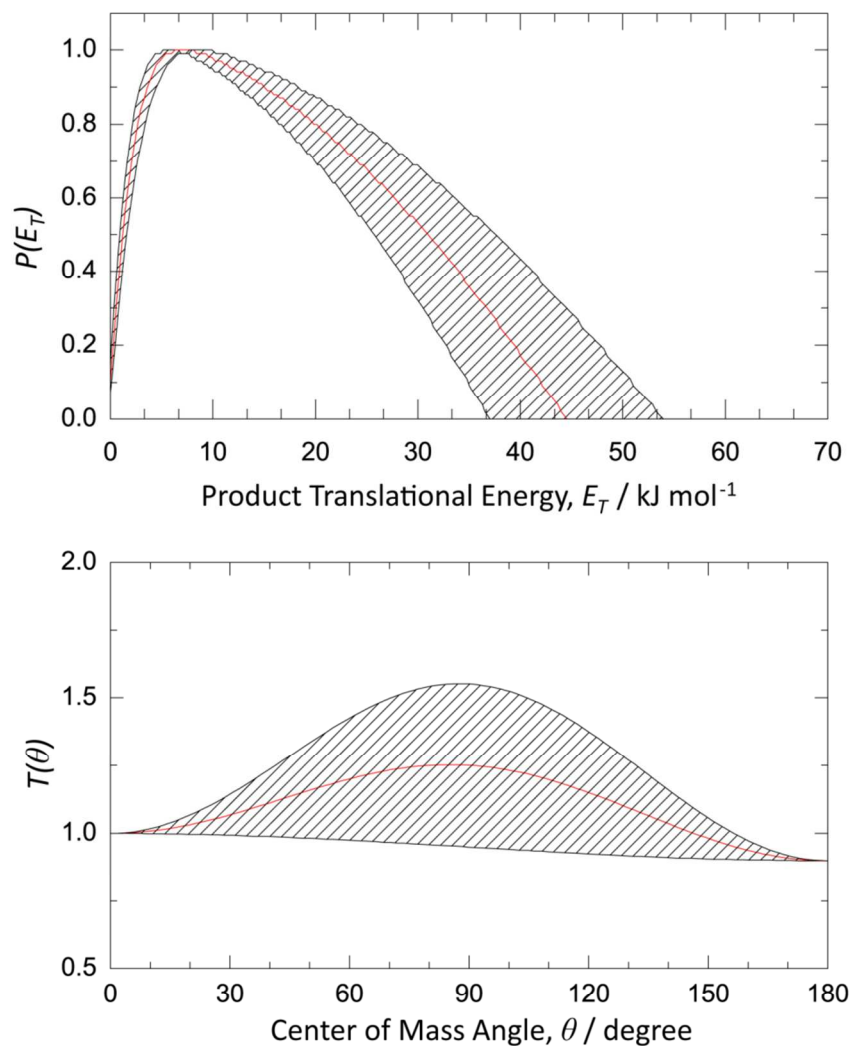 1.0
0.8
0.6
0.4
0.2
0.0
P(E_T)
0 10 20 30 40 50 60 70
Product Translational Energy, E_T / kJ mol⁻¹
2.0
1.5
1.0
0.5
T(θ)
0 30 60 90 120 150 180
Center of Mass Angle, θ / degree